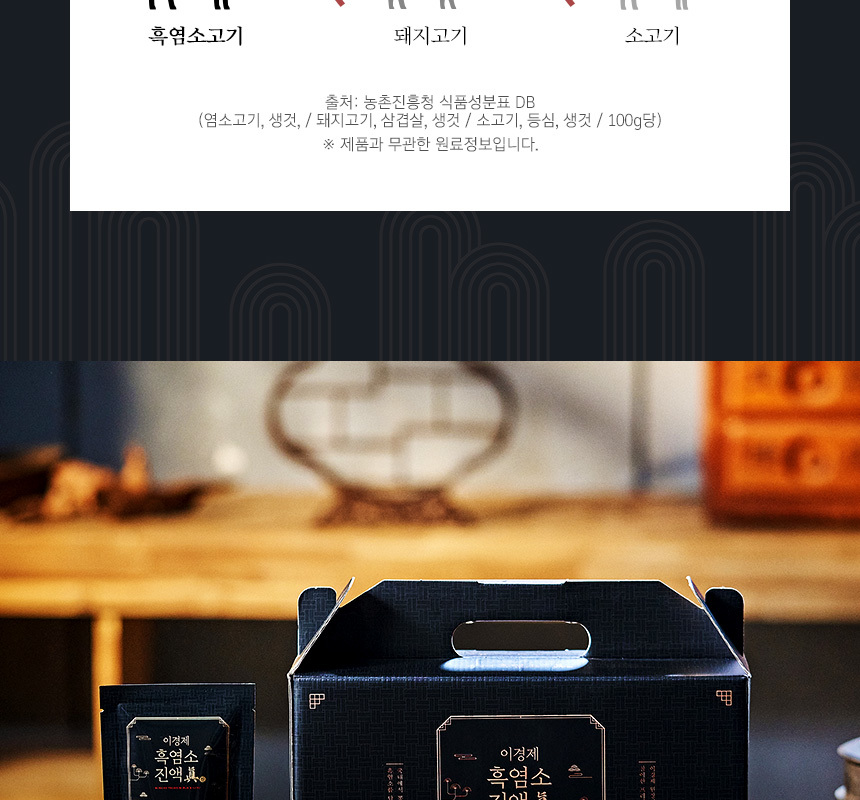 흑염소고기
돼지고기
소고기
출처: 농촌진흥청 식품성분표 DB
(염소고기, 생것, / 돼지고기, 삼겹살, 생것 / 소고기, 등심, 생것 / 100g당)
※ 제품과 무관한 원료정보입니다.
이경제
흑염소
진액眞
이경제
흑염소
진액眞